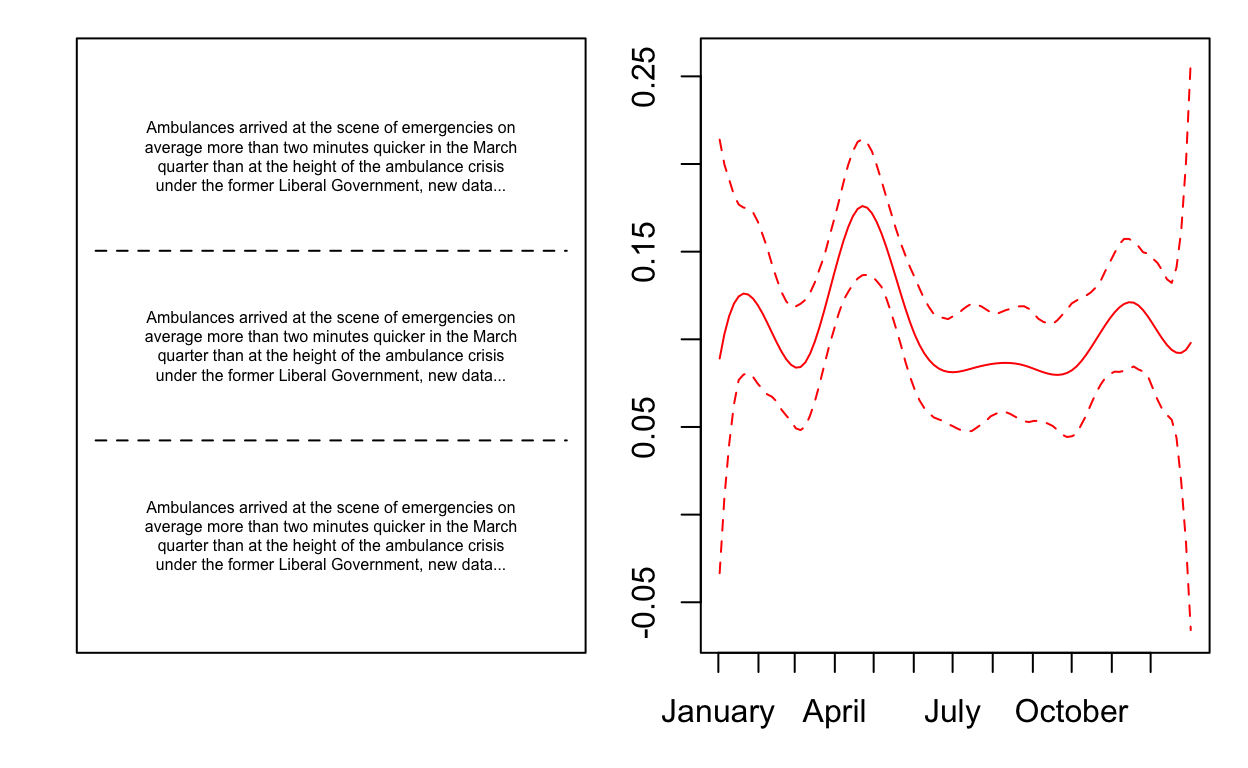 Ambulances arrived at the scene of emergencies on
average more than two minutes quicker in the March
quarter than at the height of the ambulance crisis
under the former Liberal Government, new data...
Ambulances arrived at the scene of emergencies on
average more than two minutes quicker in the March
quarter than at the height of the ambulance crisis
under the former Liberal Government, new data...
Ambulances arrived at the scene of emergencies on
average more than two minutes quicker in the March
quarter than at the height of the ambulance crisis
under the former Liberal Government, new data...
0.25
0.15
0.05
-0.05
January April July October